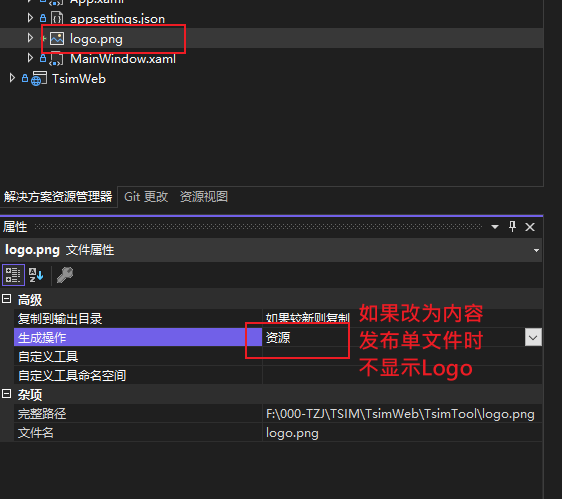 App.xaml
appsettings.json
logo.png
MainWindow.xaml
TsimWeb
解决方案资源管理器
Git 更改
资源视图
属性
logo.png 文件属性
高级
复制到输出目录 如果较新则复制
生成操作 资源
自定义工具
自定义工具命名空间
杂项
完整路径 F:\000-TZJ\TSIM\TsimWeb\TsimTool\logo.png
文件名 logo.png
如果改为内容
发布单文件时
不显示Logo